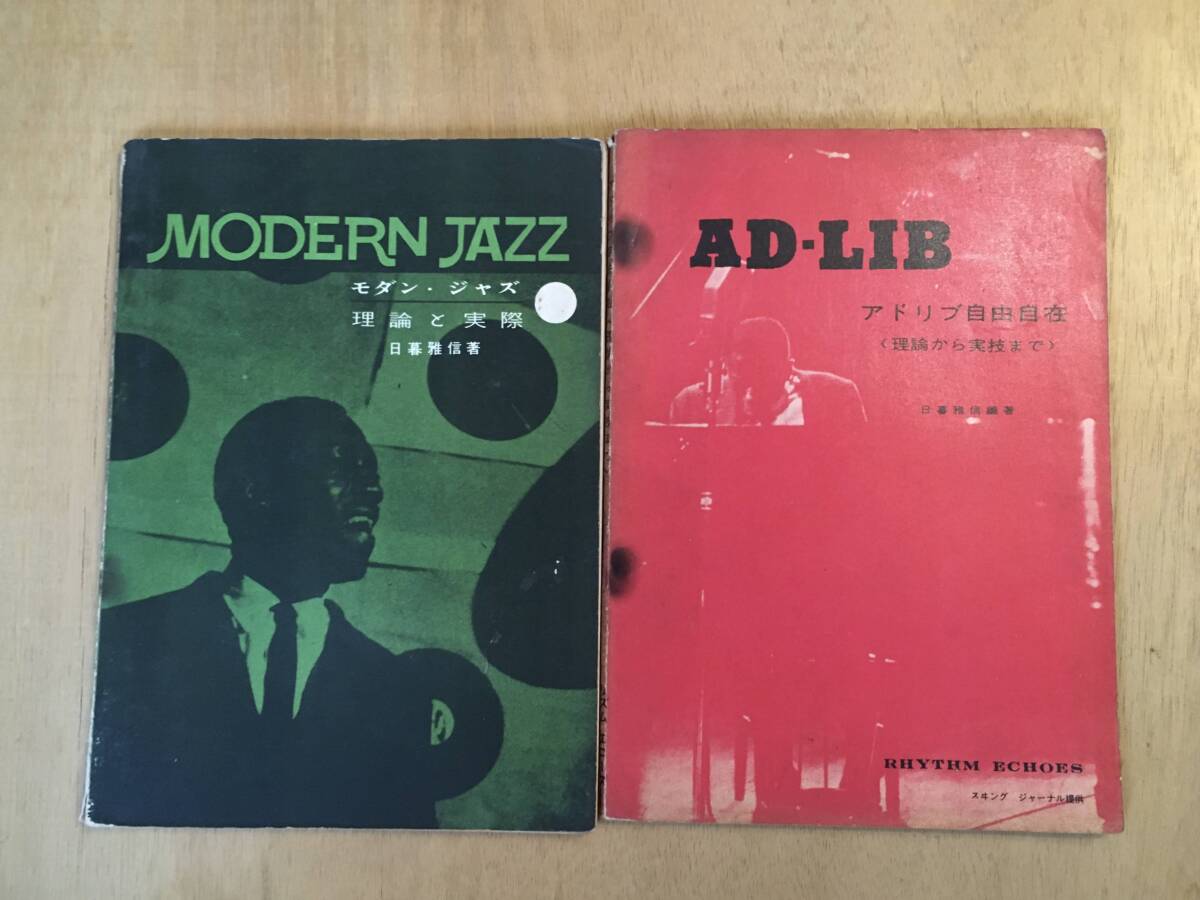 MODERN JAZZ
モダン・ジャズ
理論と実際
日暮雅信著
AD-LIB
アドリブ自由自在
〈理論から実技まで〉
日暮雅信編著
RHYTHM ECHOES
スヰング ジャーナル提供